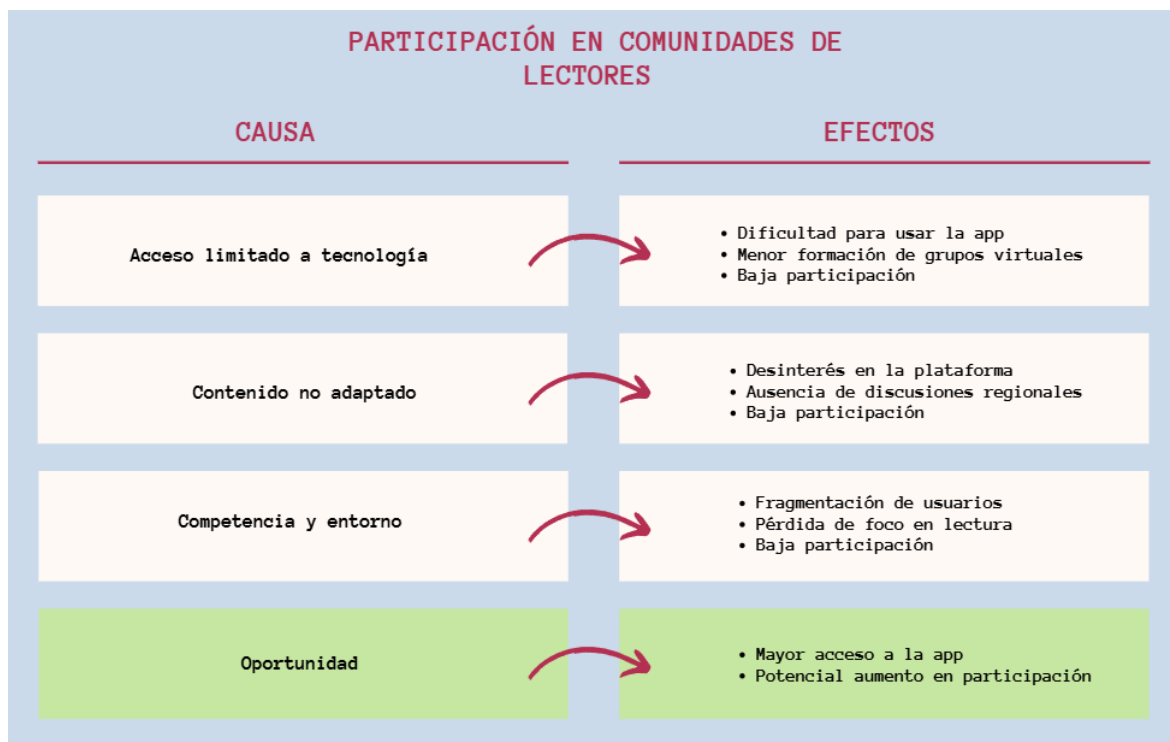 PARTICIPACIÓN EN COMUNIDADES DE
LECTORES
CAUSA
EFECTOS
Acceso limitado a tecnología
• Dificultad para usar la app
• Menor formación de grupos virtuales
• Baja participación
Contenido no adaptado
• Desinterés en la plataforma
• Ausencia de discusiones regionales
• Baja participación
Competencia y entorno
• Fragmentación de usuarios
• Pérdida de foco en lectura
• Baja participación
Oportunidad
• Mayor acceso a la app
• Potencial aumento en participación